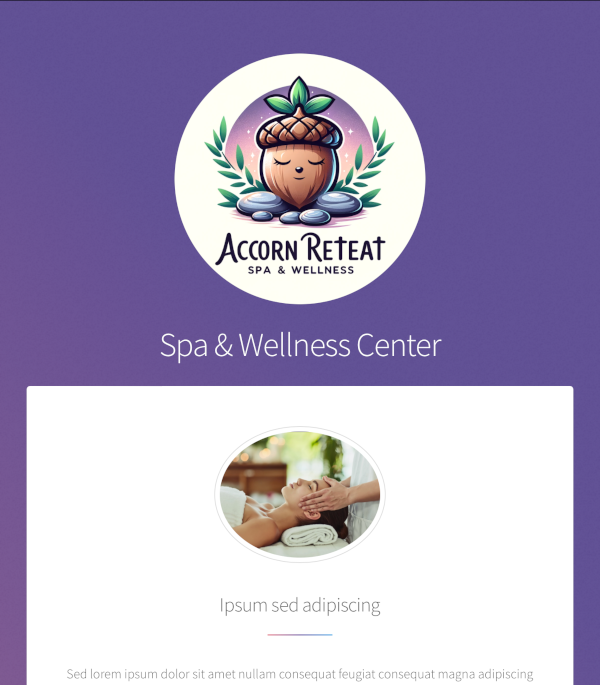 Accorn Reteat
SPA & WELLNESS
Spa & Wellness Center
Ipsum sed adipiscing
Sed lorem ipsum dolor sit amet nullam consequat feugiat consequat magna adipiscing